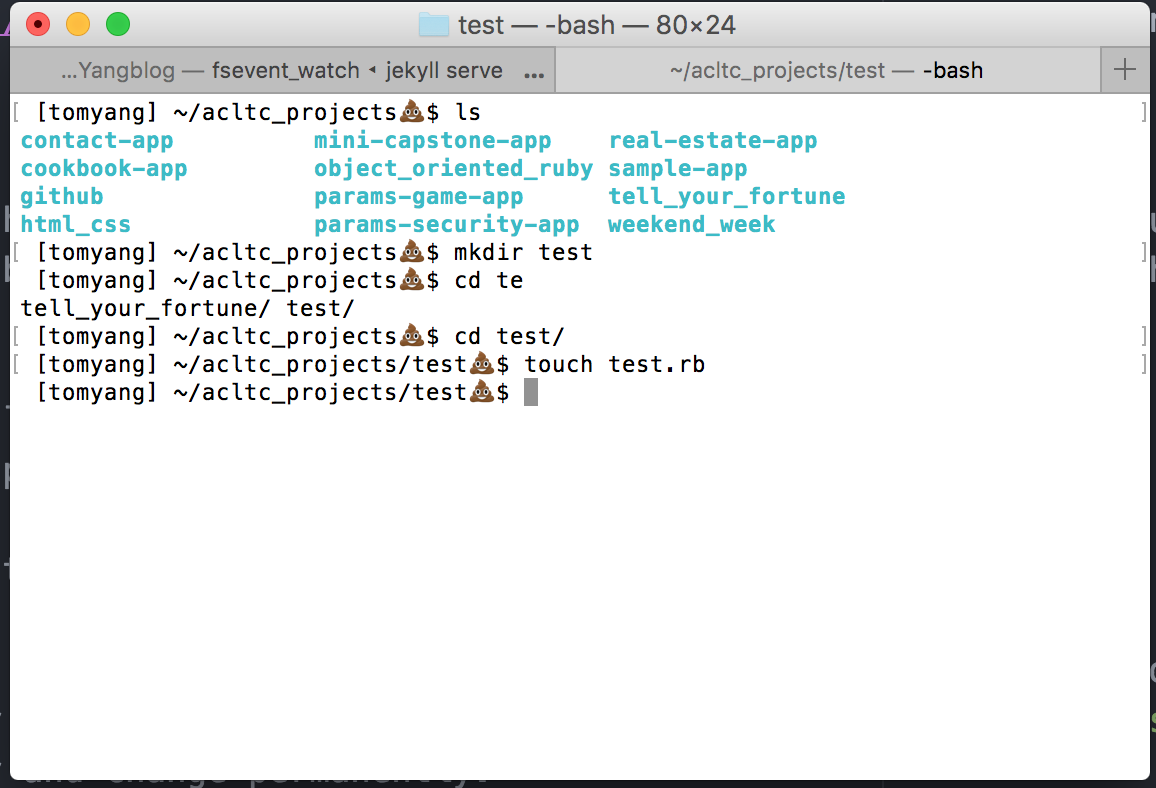 test — -bash — 80×24
...Yangblog — fsevent_watch ◂ jekyll serve ... ~/acltc_projects/test — -bash +
[ [tomyang] ~/acltc_projects💩$ ls ]
contact-app mini-capstone-app real-estate-app
cookbook-app object_oriented_ruby sample-app
github params-game-app tell_your_fortune
html_css params-security-app weekend_week
[ [tomyang] ~/acltc_projects💩$ mkdir test ]
[tomyang] ~/acltc_projects💩$ cd te
tell_your_fortune/ test/
[ [tomyang] ~/acltc_projects💩$ cd test/ ]
[ [tomyang] ~/acltc_projects/test💩$ touch test.rb ]
[tomyang] ~/acltc_projects/test💩$